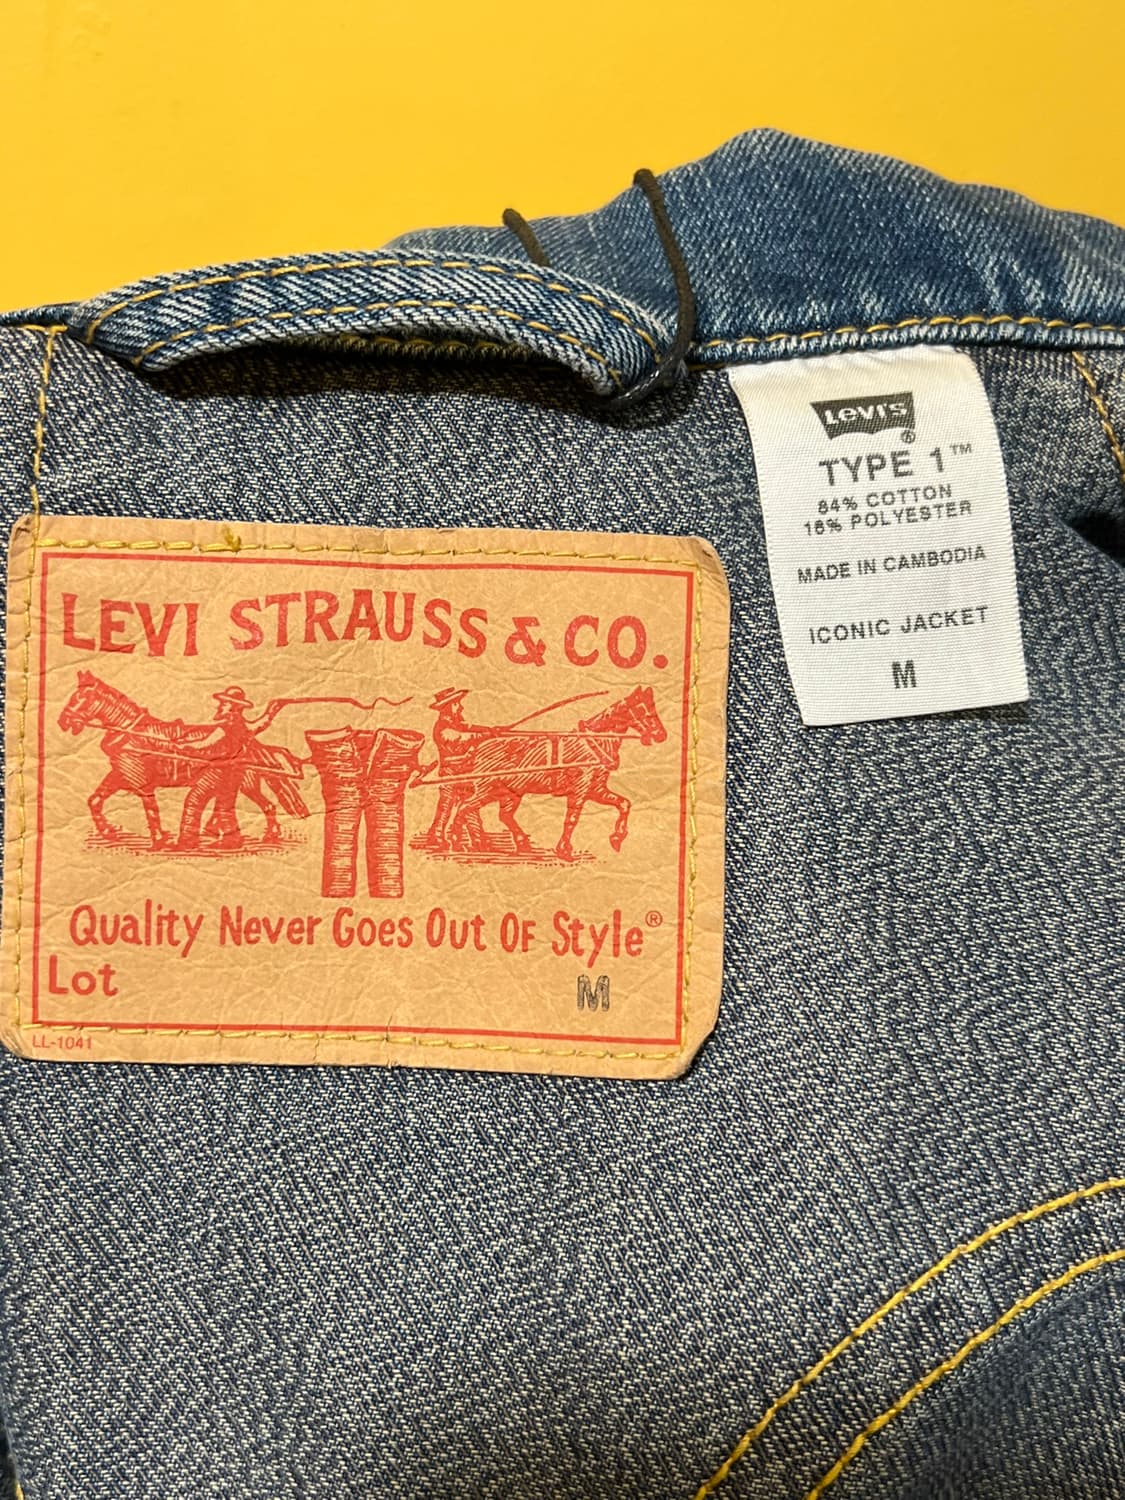 LEVI STRAUSS & CO.
Quality Never Goes Out Of Style®
Lot M
LL-1041
LEVI'S
®
TYPE 1™
84% COTTON
16% POLYESTER
MADE IN CAMBODIA
ICONIC JACKET
M